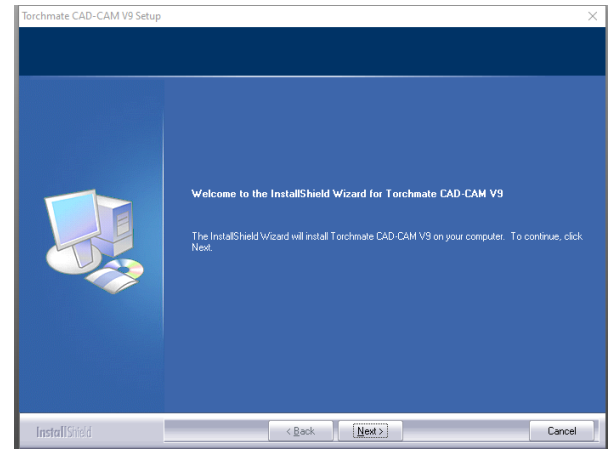 Torchmate CAD-CAM V9 Setup
Welcome to the InstallShield Wizard for Torchmate CAD-CAM V9
The InstallShield Wizard will install Torchmate CAD-CAM V9 on your computer. To continue, click
Next.
InstallShield
< Back
Next >
Cancel